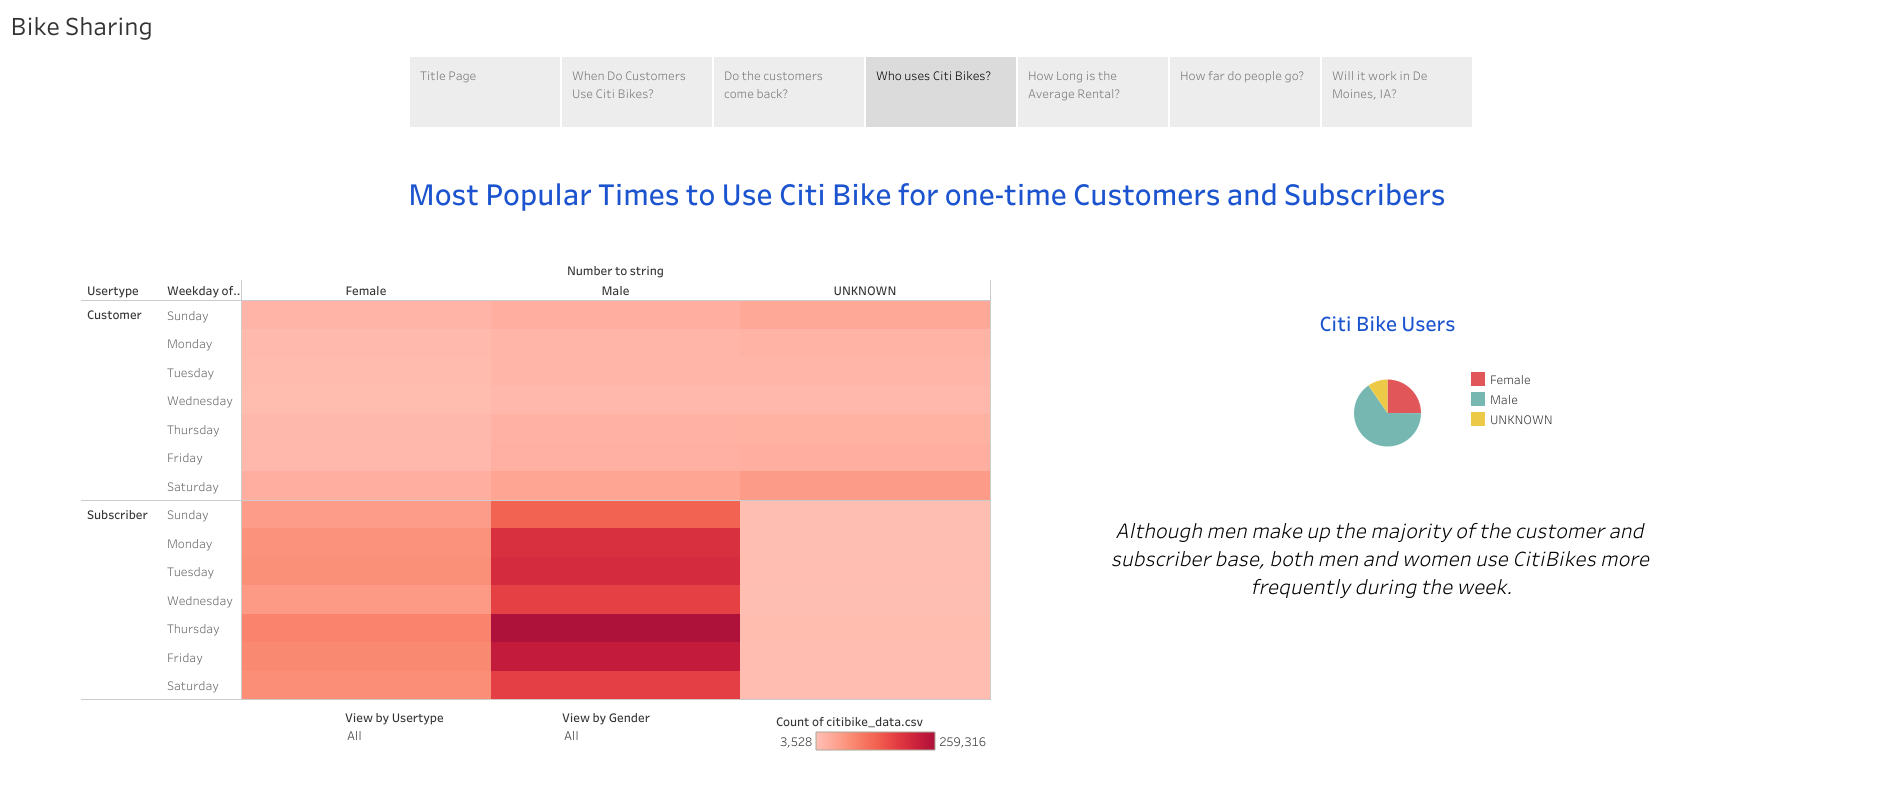 Bike Sharing
Title Page
When Do Customers
Use Citi Bikes?
Do the customers
come back?
Who uses Citi Bikes?
How Long is the
Average Rental?
How far do people go?
Will it work in De
Moines, IA?
Most Popular Times to Use Citi Bike for one-time Customers and Subscribers
Number to string
Usertype Weekday of.. Female Male UNKNOWN
Customer Sunday
Monday
Tuesday
Wednesday
Thursday
Friday
Saturday
Subscriber Sunday
Monday
Tuesday
Wednesday
Thursday
Friday
Saturday
View by Usertype
All
View by Gender
All
Count of citibike_data.csv
3,528 259,316
Citi Bike Users
Female
Male
UNKNOWN
Although men make up the majority of the customer and
subscriber base, both men and women use CitiBikes more
frequently during the week.